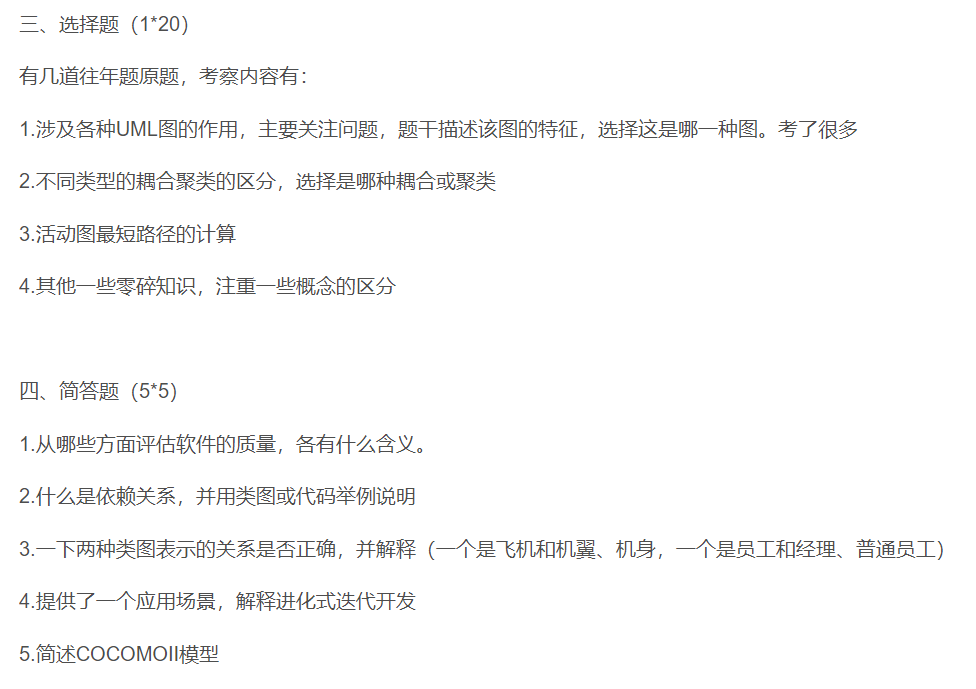 三、选择题（1*20）
有几道往年题原题，考察内容有：
1.涉及各种UML图的作用，主要关注问题，题干描述该图的特征，选择这是哪一种图。考了很多
2.不同类型的耦合聚类的区分，选择是哪种耦合或聚类
3.活动图最短路径的计算
4.其他一些零碎知识，注重一些概念的区分
四、简答题（5*5）
1.从哪些方面评估软件的质量，各有什么含义。
2.什么是依赖关系，并用类图或代码举例说明
3.一下两种类图表示的关系是否正确，并解释（一个是飞机和机翼、机身，一个是员工和经理、普通员工）
4.提供了一个应用场景，解释进化式迭代开发
5.简述COCOMOII模型